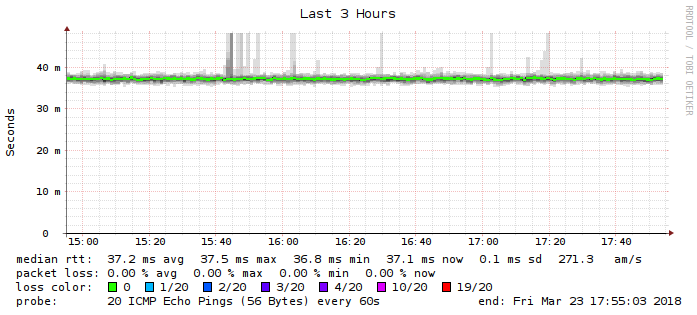 Last 3 Hours
RRDTOOL / TOBI OETIKER
Seconds
40 m
30 m
20 m
10 m
0
15:00 15:20 15:40 16:00 16:20 16:40 17:00 17:20 17:40
median rtt: 37.2 ms avg 37.5 ms max 36.8 ms min 37.1 ms now 0.1 ms sd 271.3 am/s
packet loss: 0.00 % avg 0.00 % max 0.00 % min 0.00 % now
loss color: 0 1/20 2/20 3/20 4/20 10/20 19/20
probe: 20 ICMP Echo Pings (56 Bytes) every 60s end: Fri Mar 23 17:55:03 2018